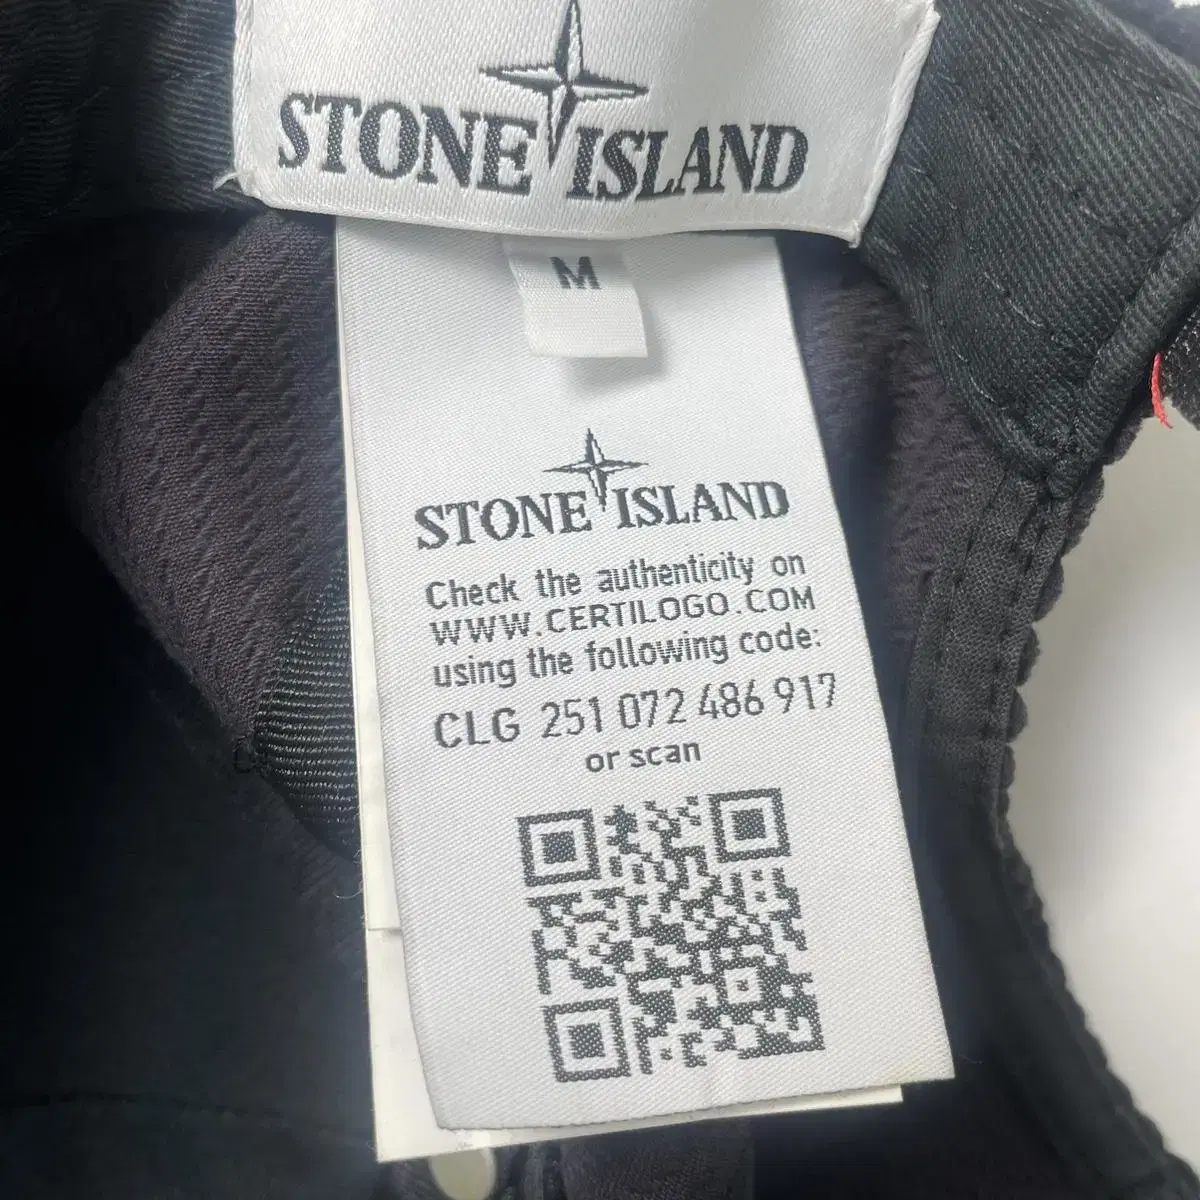 STONE ISLAND
M
STONE ISLAND
Check the authenticity on
WWW.CERTILOGO.COM
using the following code:
CLG 251 072 486 917
or scan